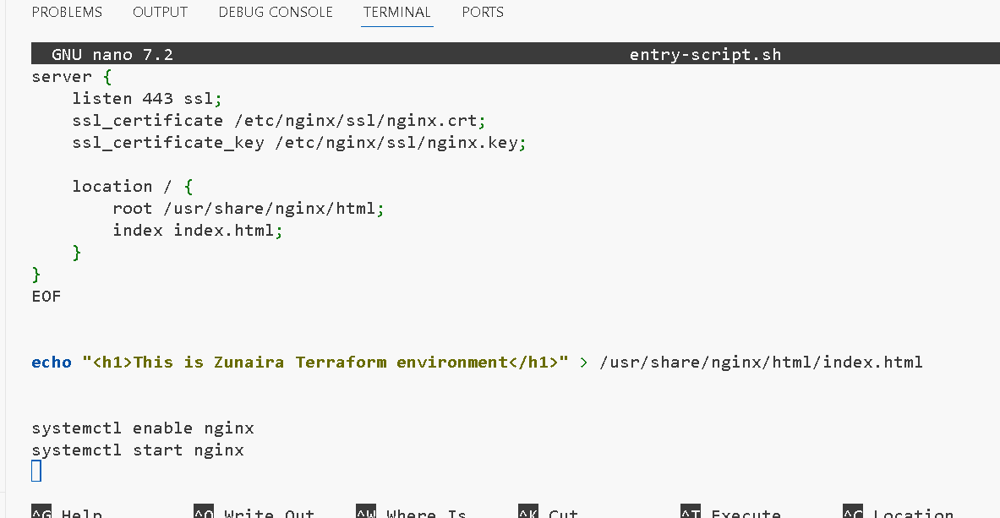 PROBLEMS OUTPUT DEBUG CONSOLE TERMINAL PORTS
GNU nano 7.2 entry-script.sh
server {
    listen 443 ssl;
    ssl_certificate /etc/nginx/ssl/nginx.crt;
    ssl_certificate_key /etc/nginx/ssl/nginx.key;

    location / {
        root /usr/share/nginx/html;
        index index.html;
    }
}
EOF

echo "<h1>This is Zunaira Terraform environment</h1>" > /usr/share/nginx/html/index.html

systemctl enable nginx
systemctl start nginx

^G Help ^O Write Out ^W Where Is ^K Cut ^T Execute ^C Location